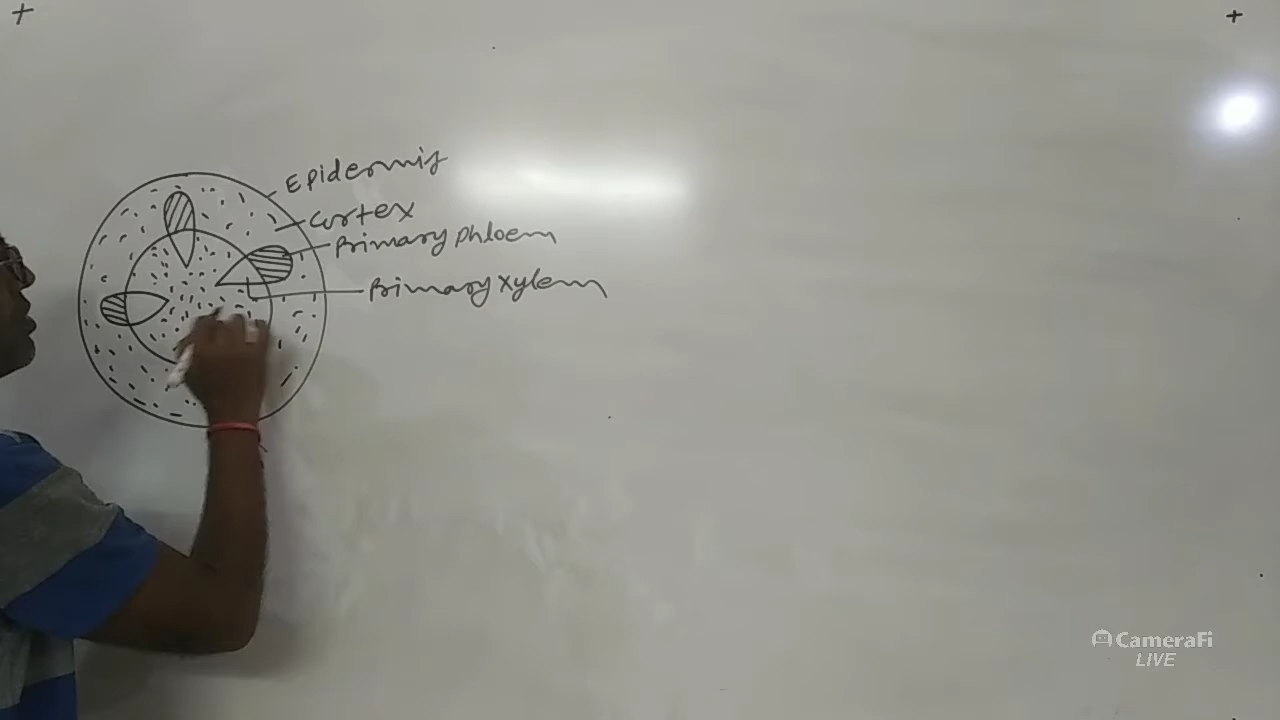 Epidermis
Cortex
Primary phloem
Primary xylem
CameraFi
LIVE